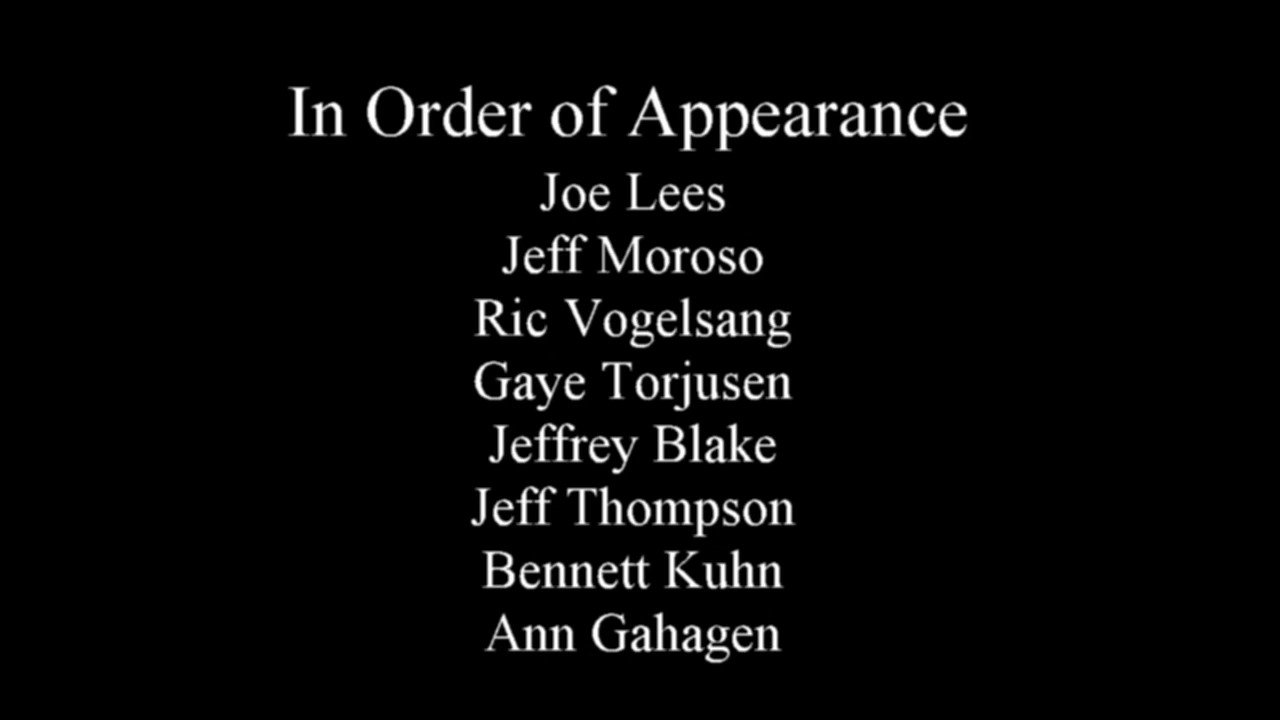 In Order of Appearance
Joe Lees
Jeff Moroso
Ric Vogelsang
Gaye Torjusen
Jeffrey Blake
Jeff Thompson
Bennett Kuhn
Ann Gahagen